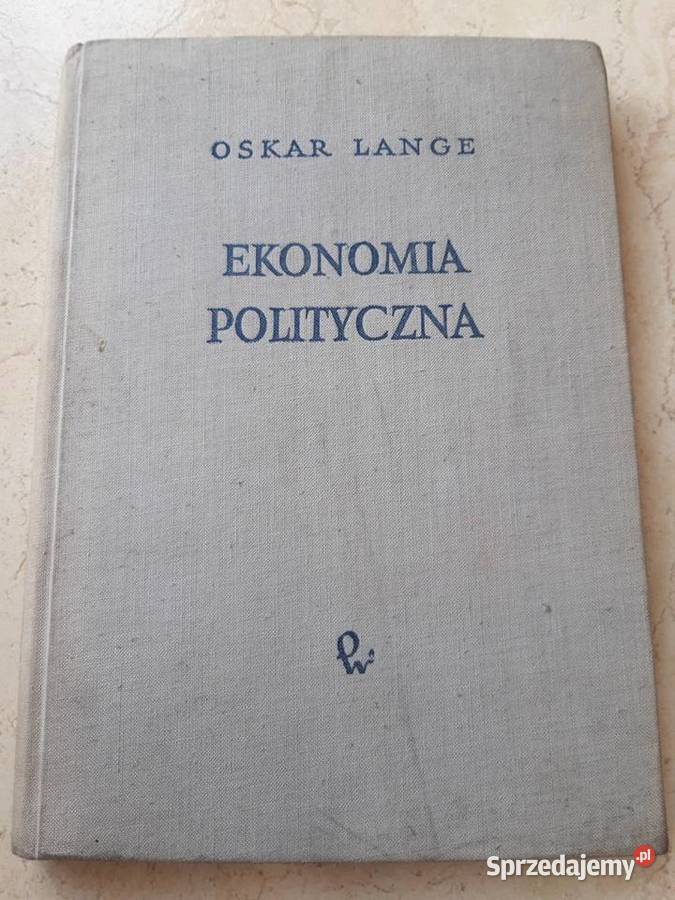 OSKAR LANGE
EKONOMIA
POLITYCZNA
Sprzedajemy.pl